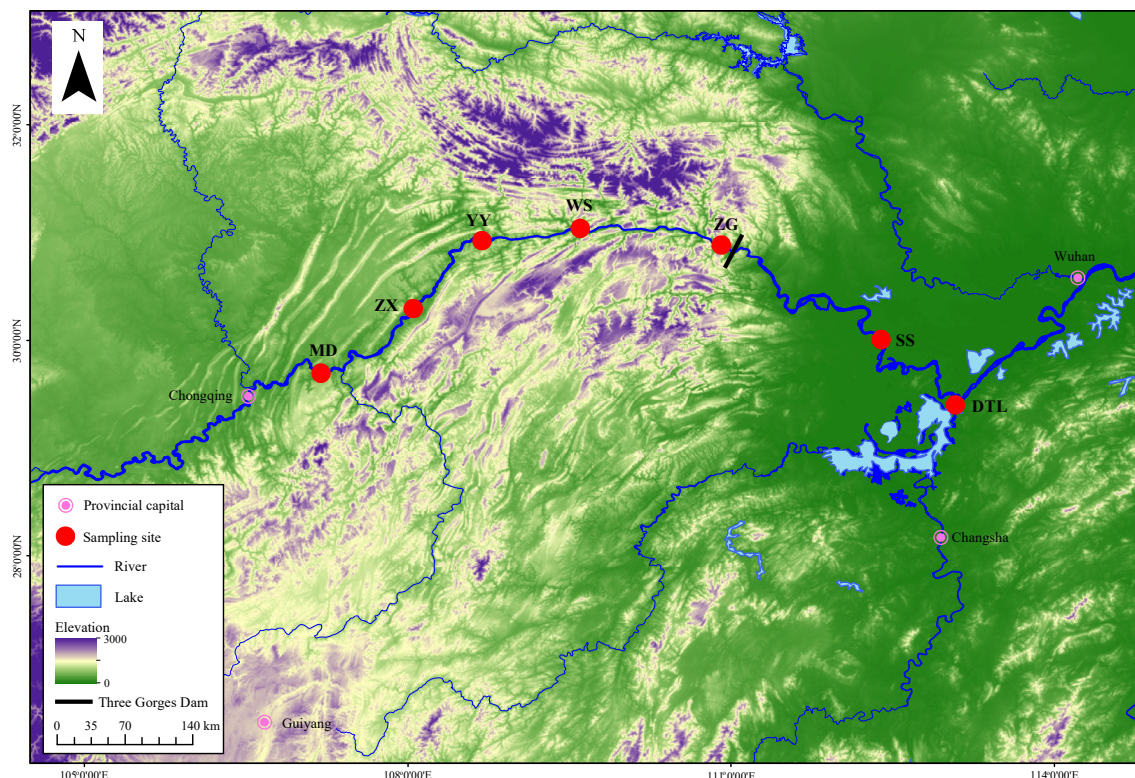 N
32°0'0"N
WS
YY
ZG
Wuhan
ZX
30°0'0"N
SS
MD
Chongqing
DTL
Provincial capital
Sampling site
Changsha
28°0'0"N
River
Lake
Elevation
3000
0
Three Gorges Dam
0 35 70 140 km
Guiyang
105°0'0"E 108°0'0"E 111°0'0"E 114°0'0"E